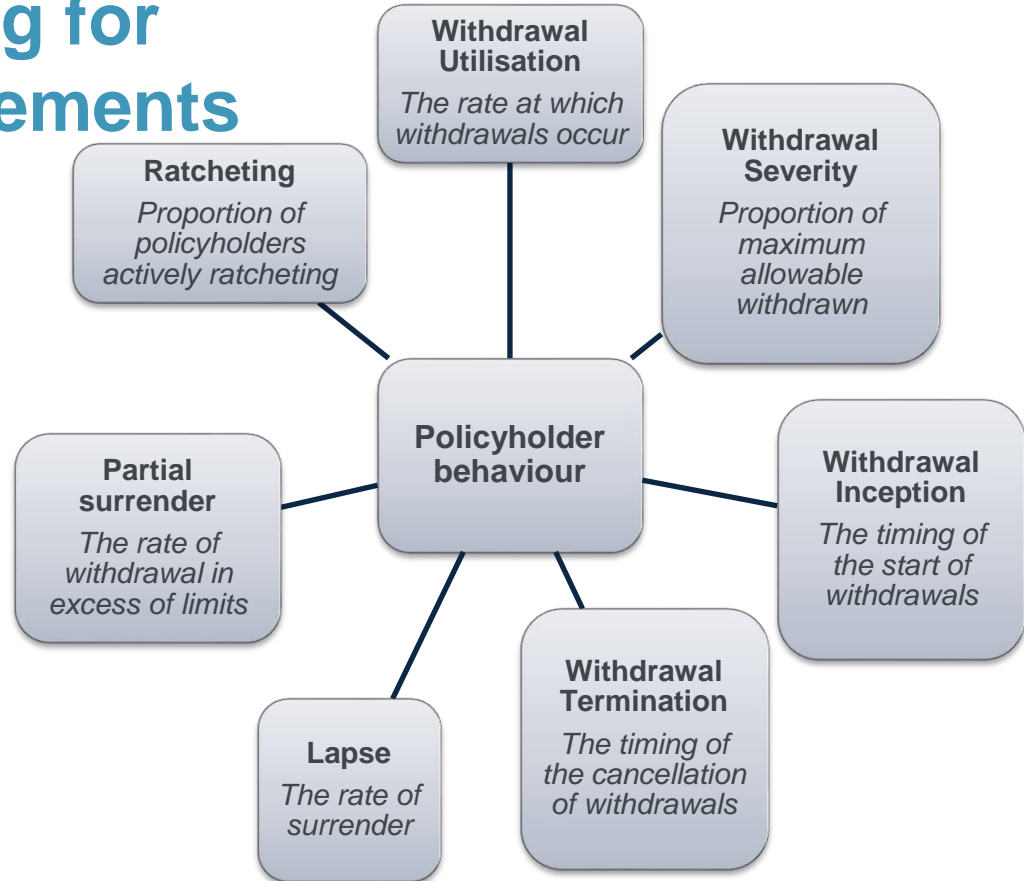 g for
ements
Withdrawal
Utilisation
The rate at which
withdrawals occur
Withdrawal
Severity
Proportion of
maximum
allowable
withdrawn
Ratcheting
Proportion of
policyholders
actively ratcheting
Policyholder
behaviour
Withdrawal
Inception
The timing of
the start of
withdrawals
Partial
surrender
The rate of
withdrawal in
excess of limits
Withdrawal
Termination
The timing of
the cancellation
of withdrawals
Lapse
The rate of
surrender